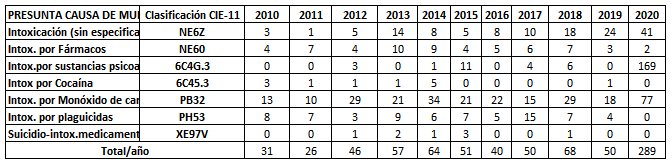 PRESUNTA CAUSA DE MUE Clasificación CIE-11 2010 2011 2012 2013 2014 2015 2016 2017 2018 2019 2020
Intoxicación (sin especifica NE6Z 3 1 5 14 8 5 8 10 18 24 41
Intox. por Fármacos NE60 4 7 4 10 9 4 5 6 7 3 2
Intox.por sustancias psicoa 6C4G.3 0 0 3 0 1 11 0 4 6 0 169
Intox por Cocaína 6C45.3 3 1 1 1 5 0 0 0 0 1 0
Intox. por Monóxido de car PB32 13 10 29 21 34 21 22 15 29 18 77
Intox. por plaguicidas PH53 8 7 3 9 6 7 5 15 7 4 0
Suicidio-intox.medicament XE97V 0 0 1 2 1 3 0 0 1 0 0
Total/año 31 26 46 57 64 51 40 50 68 50 289